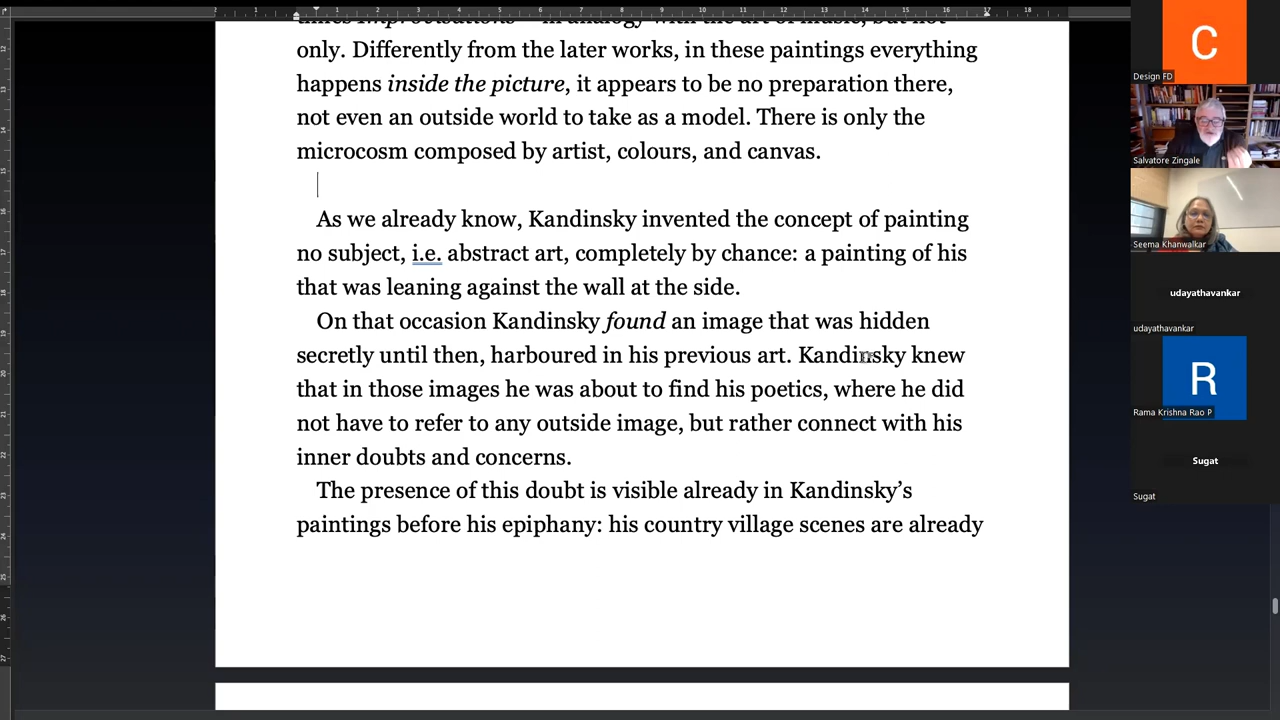 only. Differently from the later works, in these paintings everything
happens inside the picture, it appears to be no preparation there,
not even an outside world to take as a model. There is only the
microcosm composed by artist, colours, and canvas.
As we already know, Kandinsky invented the concept of painting
no subject, i.e. abstract art, completely by chance: a painting of his
that was leaning against the wall at the side.
On that occasion Kandinsky found an image that was hidden
secretly until then, harboured in his previous art. Kandinsky knew
that in those images he was about to find his poetics, where he did
not have to refer to any outside image, but rather connect with his
inner doubts and concerns.
The presence of this doubt is visible already in Kandinsky's
paintings before his epiphany: his country village scenes are already
C
Design FD
Salvatore Zingale
Seema Khanwalkar
udayathavankar
udayathavankar
R
Rama Krishna Rao P
Sugat
Sugat